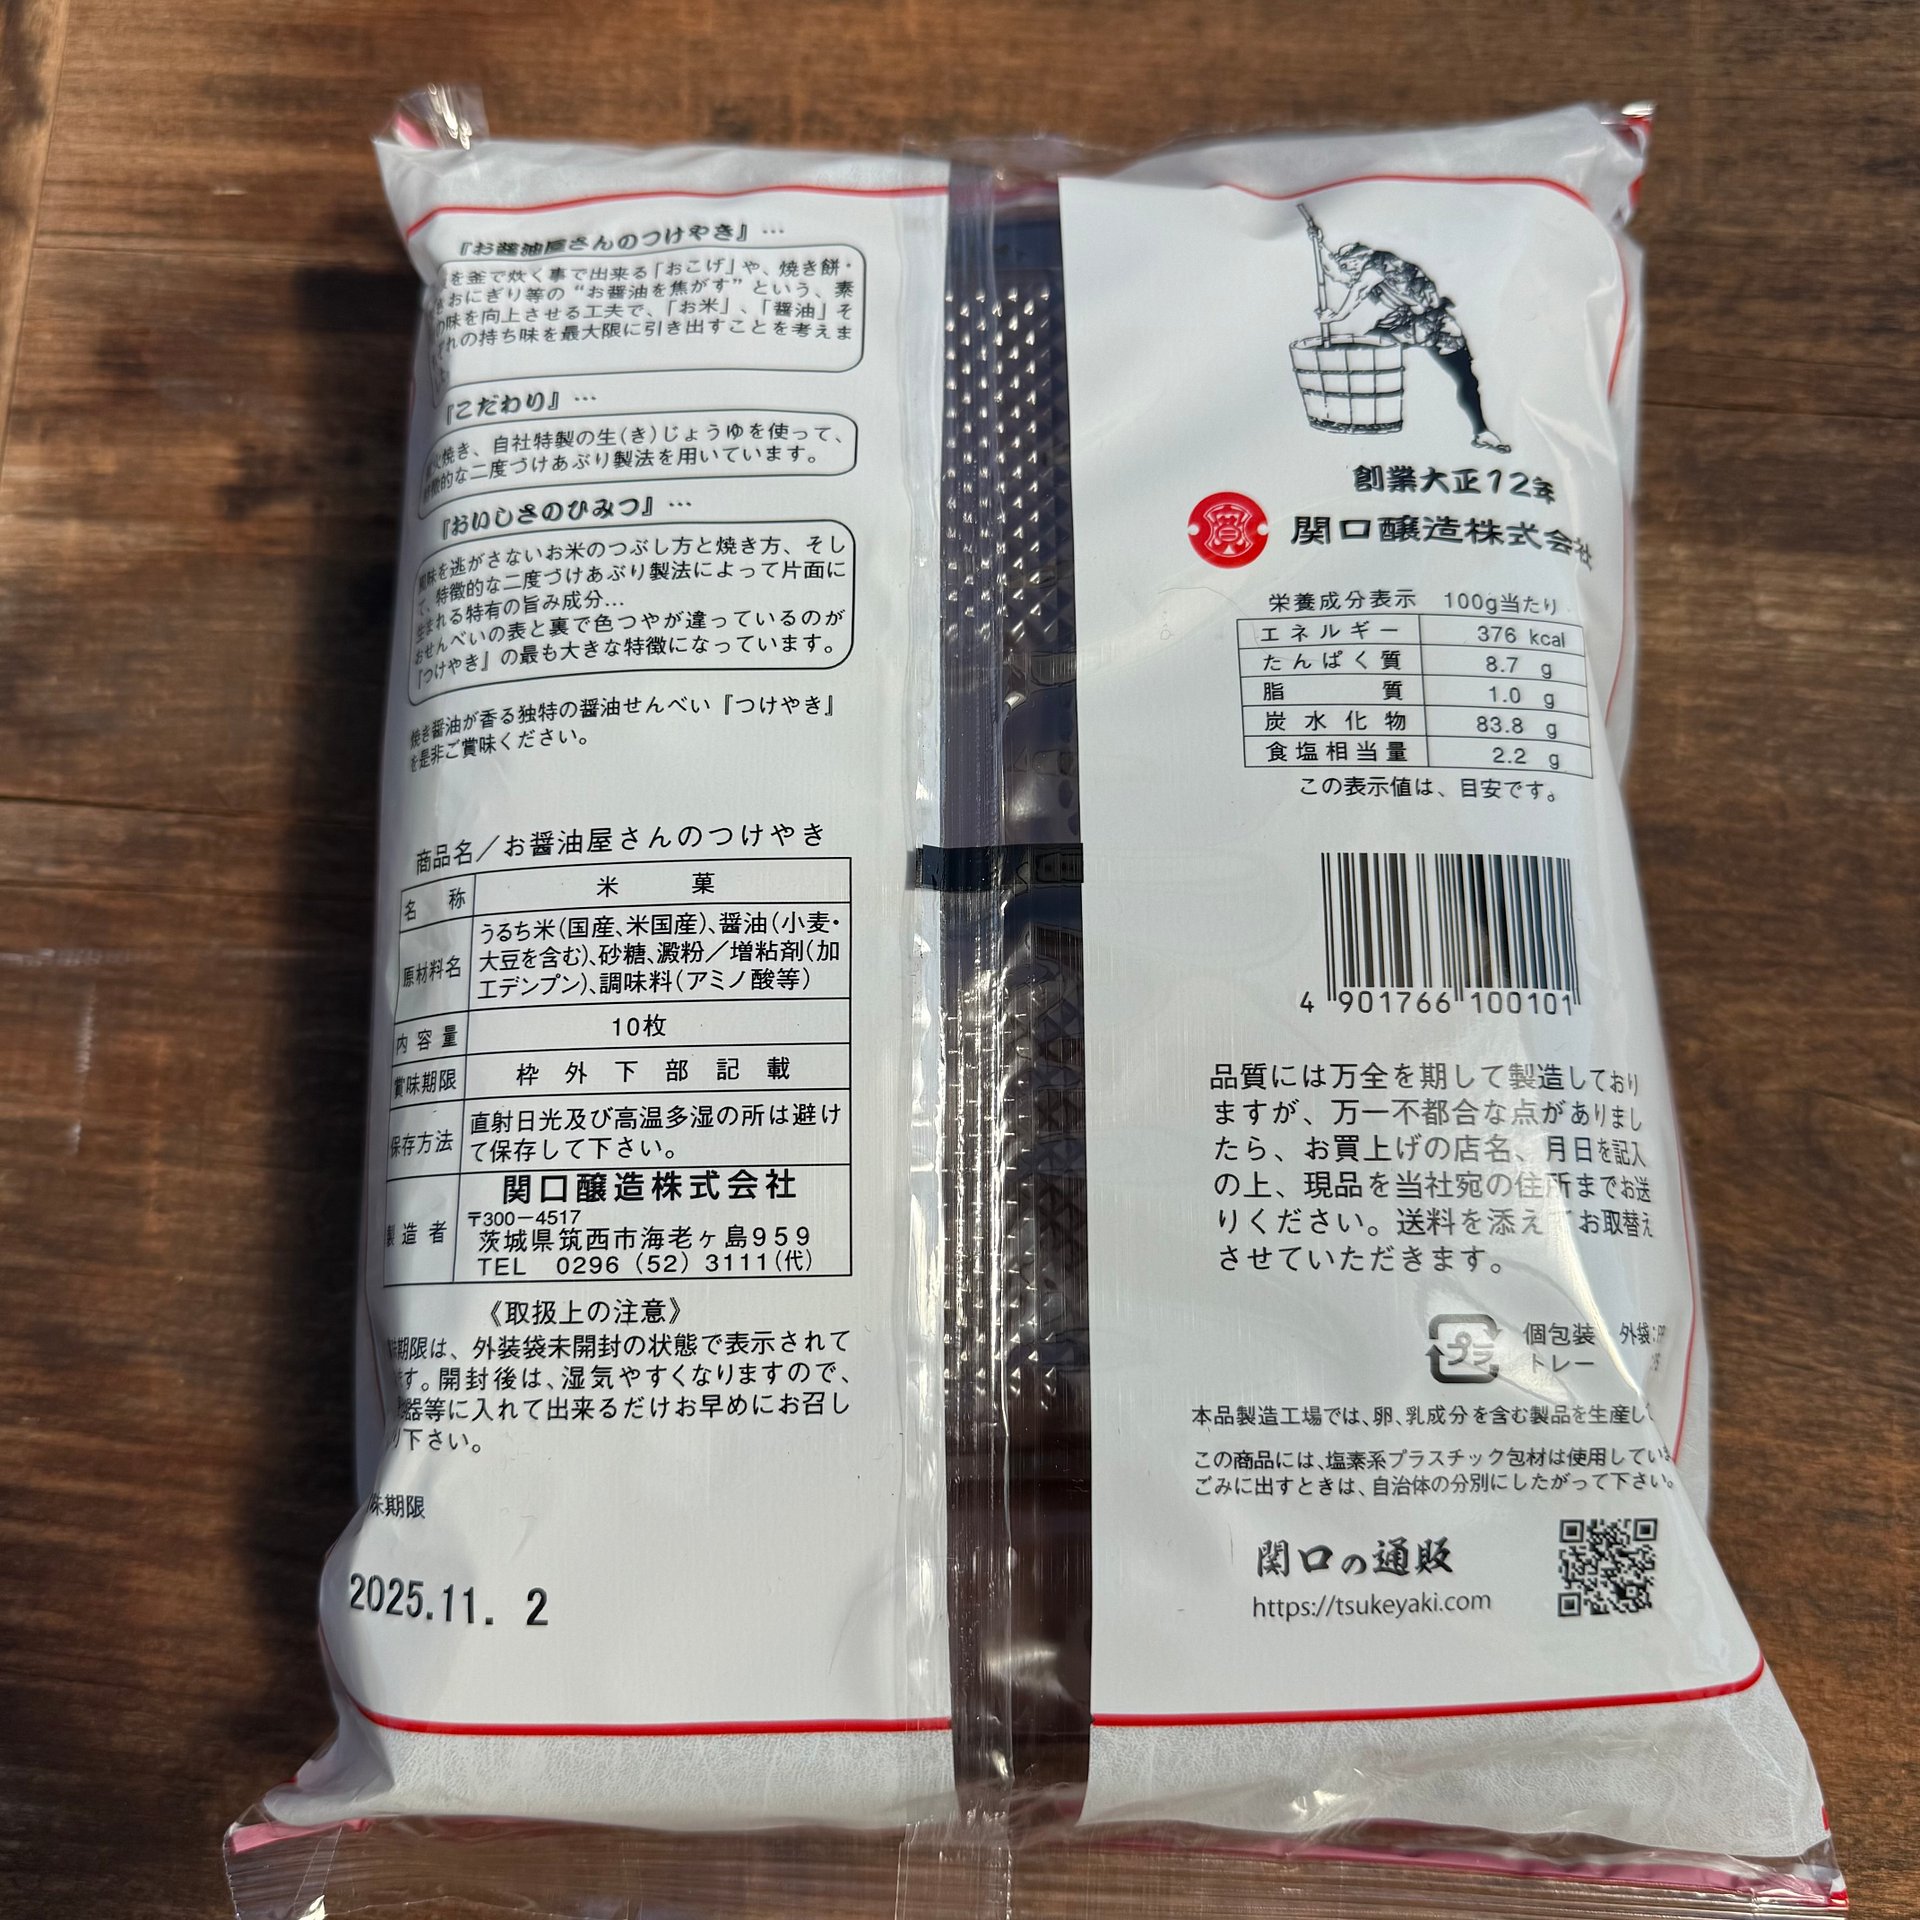 『お醤油屋さんのつけやき』…
を釜で炊く事で出来る「おこげ」や、焼き餅・
おにぎり等の“お醤油を焦がす”という、素
の味を向上させる工夫で、「お米」、「醤油」そ
れの持ち味を最大限に引き出すことを考えま
『こだわり』…
火焼き、自社特製の生(き)じょうゆを使って、
徴的な二度づけあぶり製法を用いています。
『おいしさのひみつ』…
風味を逃がさないお米のつぶし方と焼き方、そし
て、特徴的な二度づけあぶり製法によって片面に
生まれる特有の旨み成分…
おせんべいの表と裏で色つやが違っているのが
『つけやき』の最も大きな特徴になっています。
焼き醤油が香る独特の醤油せんべい『つけやき』
を是非ご賞味ください。
商品名／お醤油屋さんのつけやき
名称 米菓
原材料名 うるち米(国産、米国産)、醤油(小麦・
大豆を含む)、砂糖、澱粉／増粘剤(加
工デンプン)、調味料(アミノ酸等)
内容量 10枚
賞味期限 枠外下部記載
保存方法 直射日光及び高温多湿の所は避け
て保存して下さい。
製造者 関口醸造株式会社
〒300－4517
茨城県筑西市海老ヶ島959
TEL 0296 (52) 3111(代)
《取扱上の注意》
期限は、外装袋未開封の状態で表示されて
す。開封後は、湿気やすくなりますので、
器等に入れて出来るだけお早めにお召し
り下さい。
味期限
2025.11. 2
創業大正12年
関口醸造株式会社
栄養成分表示 100g当たり
エネルギー 376 kcal
たんぱく質 8.7 g
脂質 1.0 g
炭水化物 83.8 g
食塩相当量 2.2 g
この表示値は、目安です。
4 901766 100101
品質には万全を期して製造しており
ますが、万一不都合な点がありまし
たら、お買上げの店名、月日を記入
の上、現品を当社宛の住所までお送
りください。送料を添えてお取替え
させていただきます。
プラ
個包装 外袋:
トレー
本品製造工場では、卵、乳成分を含む製品を生産し
この商品には、塩素系プラスチック包材は使用していま
ごみに出すときは、自治体の分別にしたがって下さい。
関口の通販
https://tsukeyaki.com